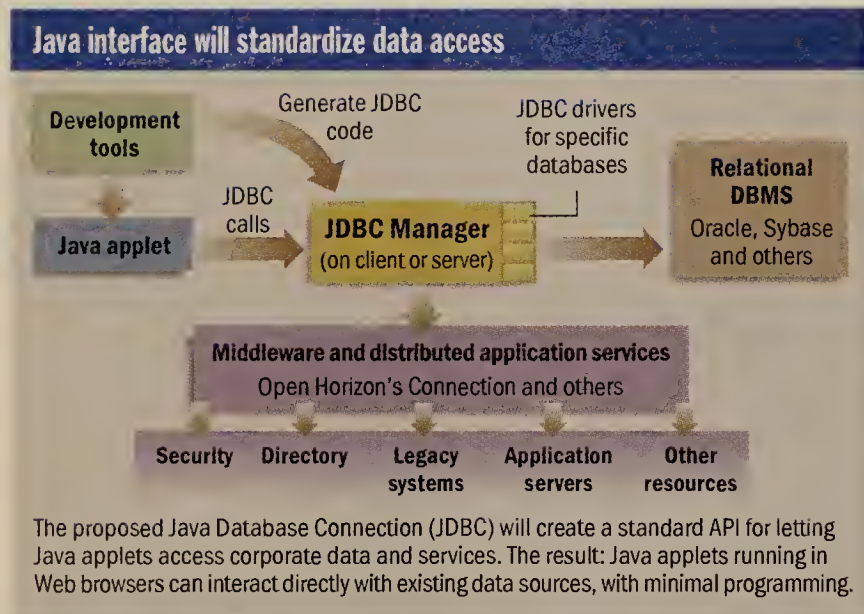 Java interface will standardize data access
Development
tools
Generate JDBC
code
JDBC drivers
for specific
databases
Relational
DBMS
Oracle, Sybase
and others
JDBC
calls
Java applet
JDBC Manager
(on client or server)
Middleware and distributed application services
Open Horizon's Connection and others
Security
Directory
Legacy
systems
Application
servers
Other
resources
The proposed Java Database Connection (JDBC) will create a standard API for letting
Java applets access corporate data and services. The result: Java applets running in
Web browsers can interact directly with existing data sources, with minimal programming.